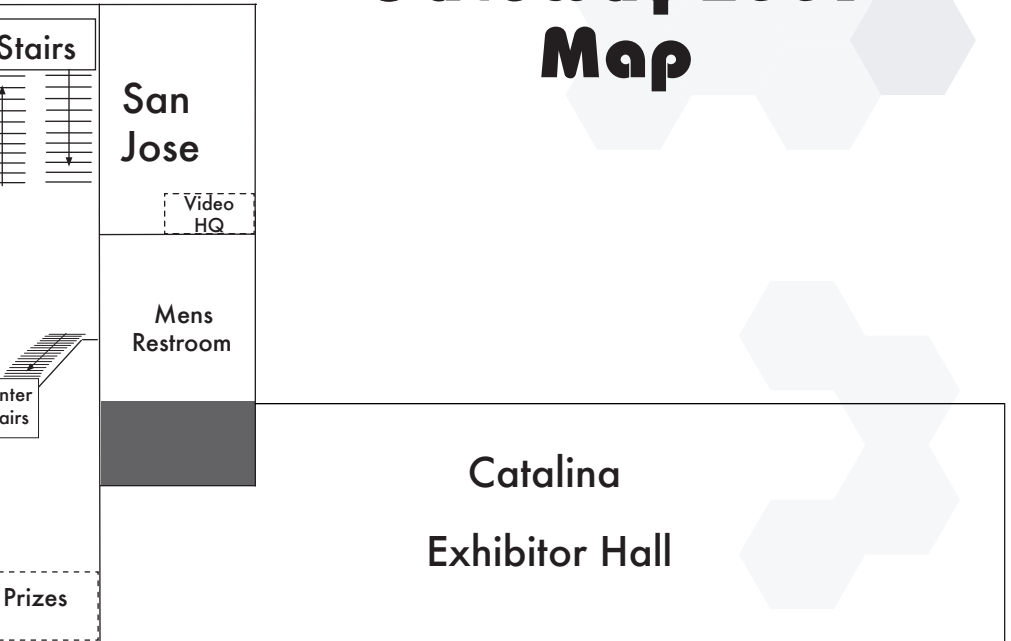 Map
Stairs
San
Jose
Video
HQ
Mens
Restroom
Catalina
Exhibitor Hall
Prizes